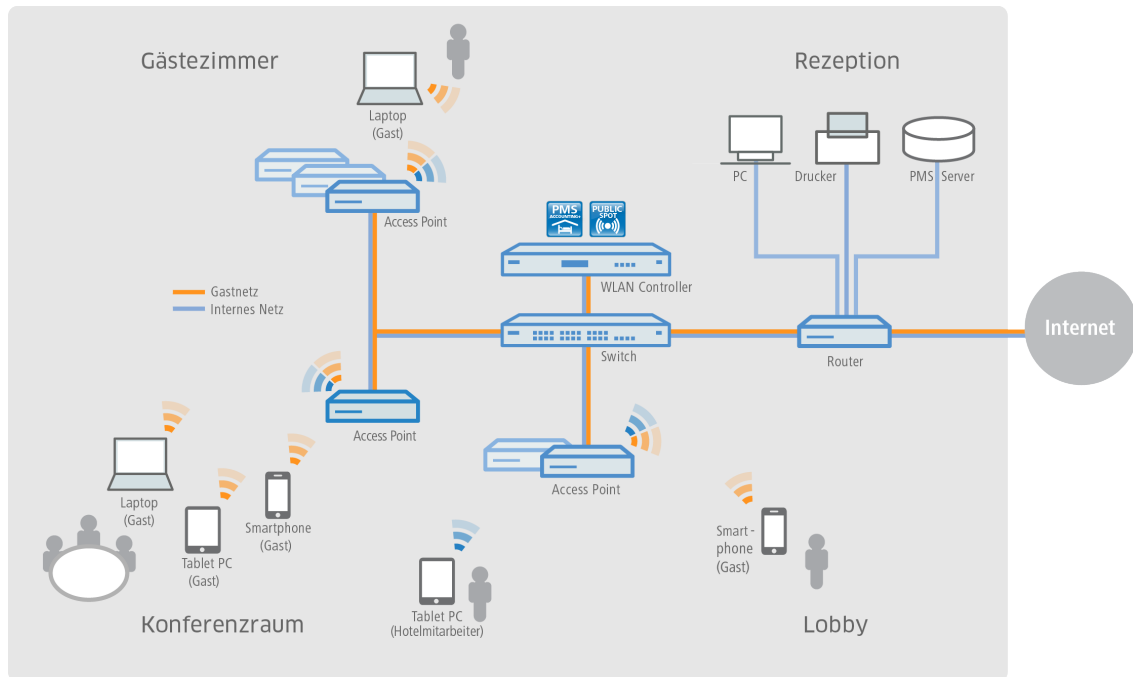 Gästezimmer
Rezeption
Laptop
(Gast)
PC
Drucker
PMS Server
Access Point
PMS
ACCOUNTING+
PUBLIC
SPOT
WLAN Controller
Gastnetz
Internes Netz
Internet
Switch
Router
Access Point
Access Point
Laptop
(Gast)
Smartphone
(Gast)
Tablet PC
(Gast)
Smart -
phone
(Gast)
Tablet PC
(Hotelmitarbeiter)
Konferenzraum
Lobby